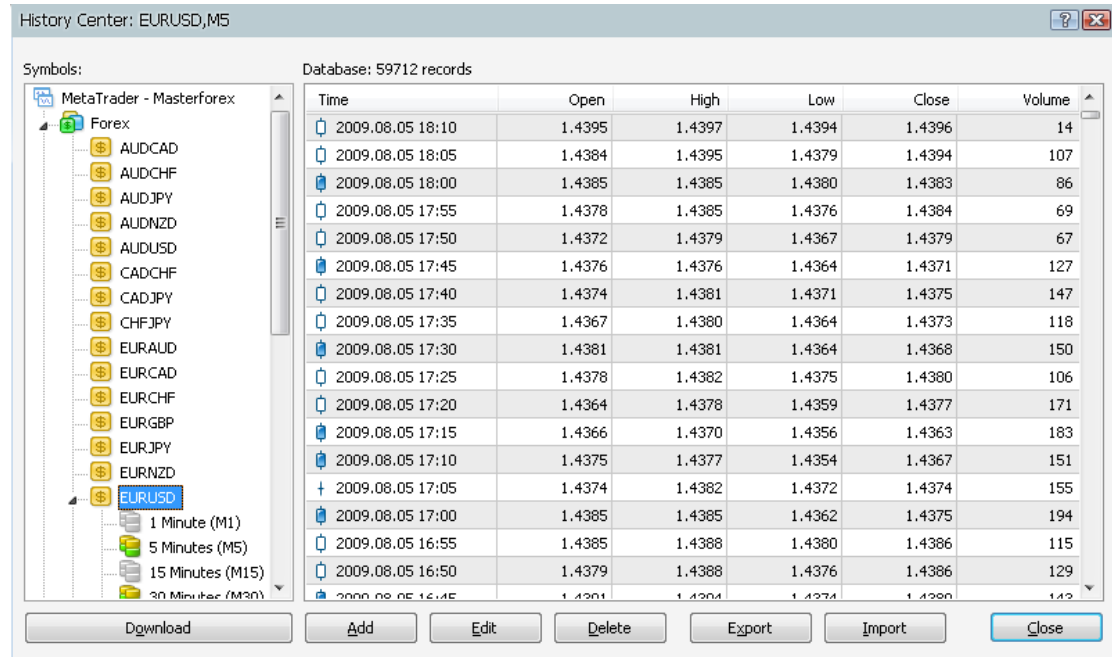 History Center: EURUSD,M5
Symbols:
Database: 59712 records
MetaTrader - Masterforex
Forex
AUDCAD
AUDCHF
AUDJPY
AUDNZD
AUDUSD
CADCHF
CADJPY
CHFJPY
EURAUD
EURCAD
EURCHF
EURGBP
EURJPY
EURNZD
EURUSD
1 Minute (M1)
5 Minutes (M5)
15 Minutes (M15)
30 Minutes (M30)
Time Open High Low Close Volume
2009.08.05 18:10 1.4395 1.4397 1.4394 1.4396 14
2009.08.05 18:05 1.4384 1.4395 1.4379 1.4394 107
2009.08.05 18:00 1.4385 1.4385 1.4380 1.4383 86
2009.08.05 17:55 1.4378 1.4385 1.4376 1.4384 69
2009.08.05 17:50 1.4372 1.4379 1.4367 1.4379 67
2009.08.05 17:45 1.4376 1.4376 1.4364 1.4371 127
2009.08.05 17:40 1.4374 1.4381 1.4371 1.4375 147
2009.08.05 17:35 1.4367 1.4380 1.4364 1.4373 118
2009.08.05 17:30 1.4381 1.4381 1.4364 1.4368 150
2009.08.05 17:25 1.4378 1.4382 1.4375 1.4380 106
2009.08.05 17:20 1.4364 1.4378 1.4359 1.4377 171
2009.08.05 17:15 1.4366 1.4370 1.4356 1.4363 183
2009.08.05 17:10 1.4375 1.4377 1.4354 1.4367 151
2009.08.05 17:05 1.4374 1.4382 1.4372 1.4374 155
2009.08.05 17:00 1.4385 1.4385 1.4362 1.4375 194
2009.08.05 16:55 1.4385 1.4388 1.4380 1.4386 115
2009.08.05 16:50 1.4379 1.4388 1.4376 1.4386 129
2009.08.05 16:45
Download Add Edit Delete Export Import Close